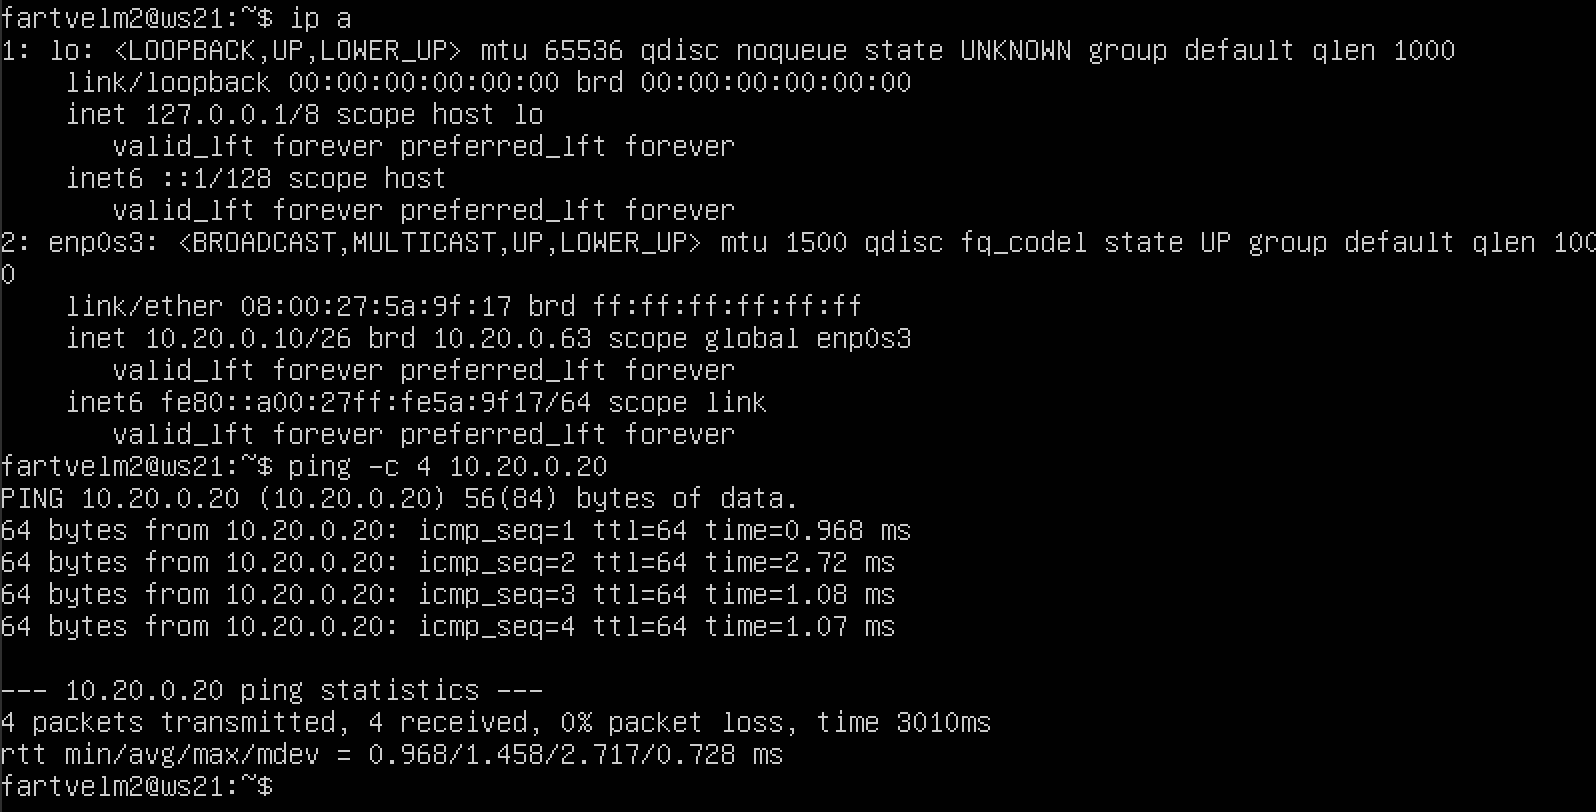 fartvelm2@ws21:~$ ip a
1: lo: <LOOPBACK,UP,LOWER_UP> mtu 65536 qdisc noqueue state UNKNOWN group default qlen 1000
    link/loopback 00:00:00:00:00:00 brd 00:00:00:00:00:00
    inet 127.0.0.1/8 scope host lo
       valid_lft forever preferred_lft forever
    inet6 ::1/128 scope host
       valid_lft forever preferred_lft forever
2: enp0s3: <BROADCAST,MULTICAST,UP,LOWER_UP> mtu 1500 qdisc fq_codel state UP group default qlen 100
0
    link/ether 08:00:27:5a:9f:17 brd ff:ff:ff:ff:ff:ff
    inet 10.20.0.10/26 brd 10.20.0.63 scope global enp0s3
       valid_lft forever preferred_lft forever
    inet6 fe80::a00:27ff:fe5a:9f17/64 scope link
       valid_lft forever preferred_lft forever
fartvelm2@ws21:~$ ping -c 4 10.20.0.20
PING 10.20.0.20 (10.20.0.20) 56(84) bytes of data.
64 bytes from 10.20.0.20: icmp_seq=1 ttl=64 time=0.968 ms
64 bytes from 10.20.0.20: icmp_seq=2 ttl=64 time=2.72 ms
64 bytes from 10.20.0.20: icmp_seq=3 ttl=64 time=1.08 ms
64 bytes from 10.20.0.20: icmp_seq=4 ttl=64 time=1.07 ms

--- 10.20.0.20 ping statistics ---
4 packets transmitted, 4 received, 0% packet loss, time 3010ms
rtt min/avg/max/mdev = 0.968/1.458/2.717/0.728 ms
fartvelm2@ws21:~$